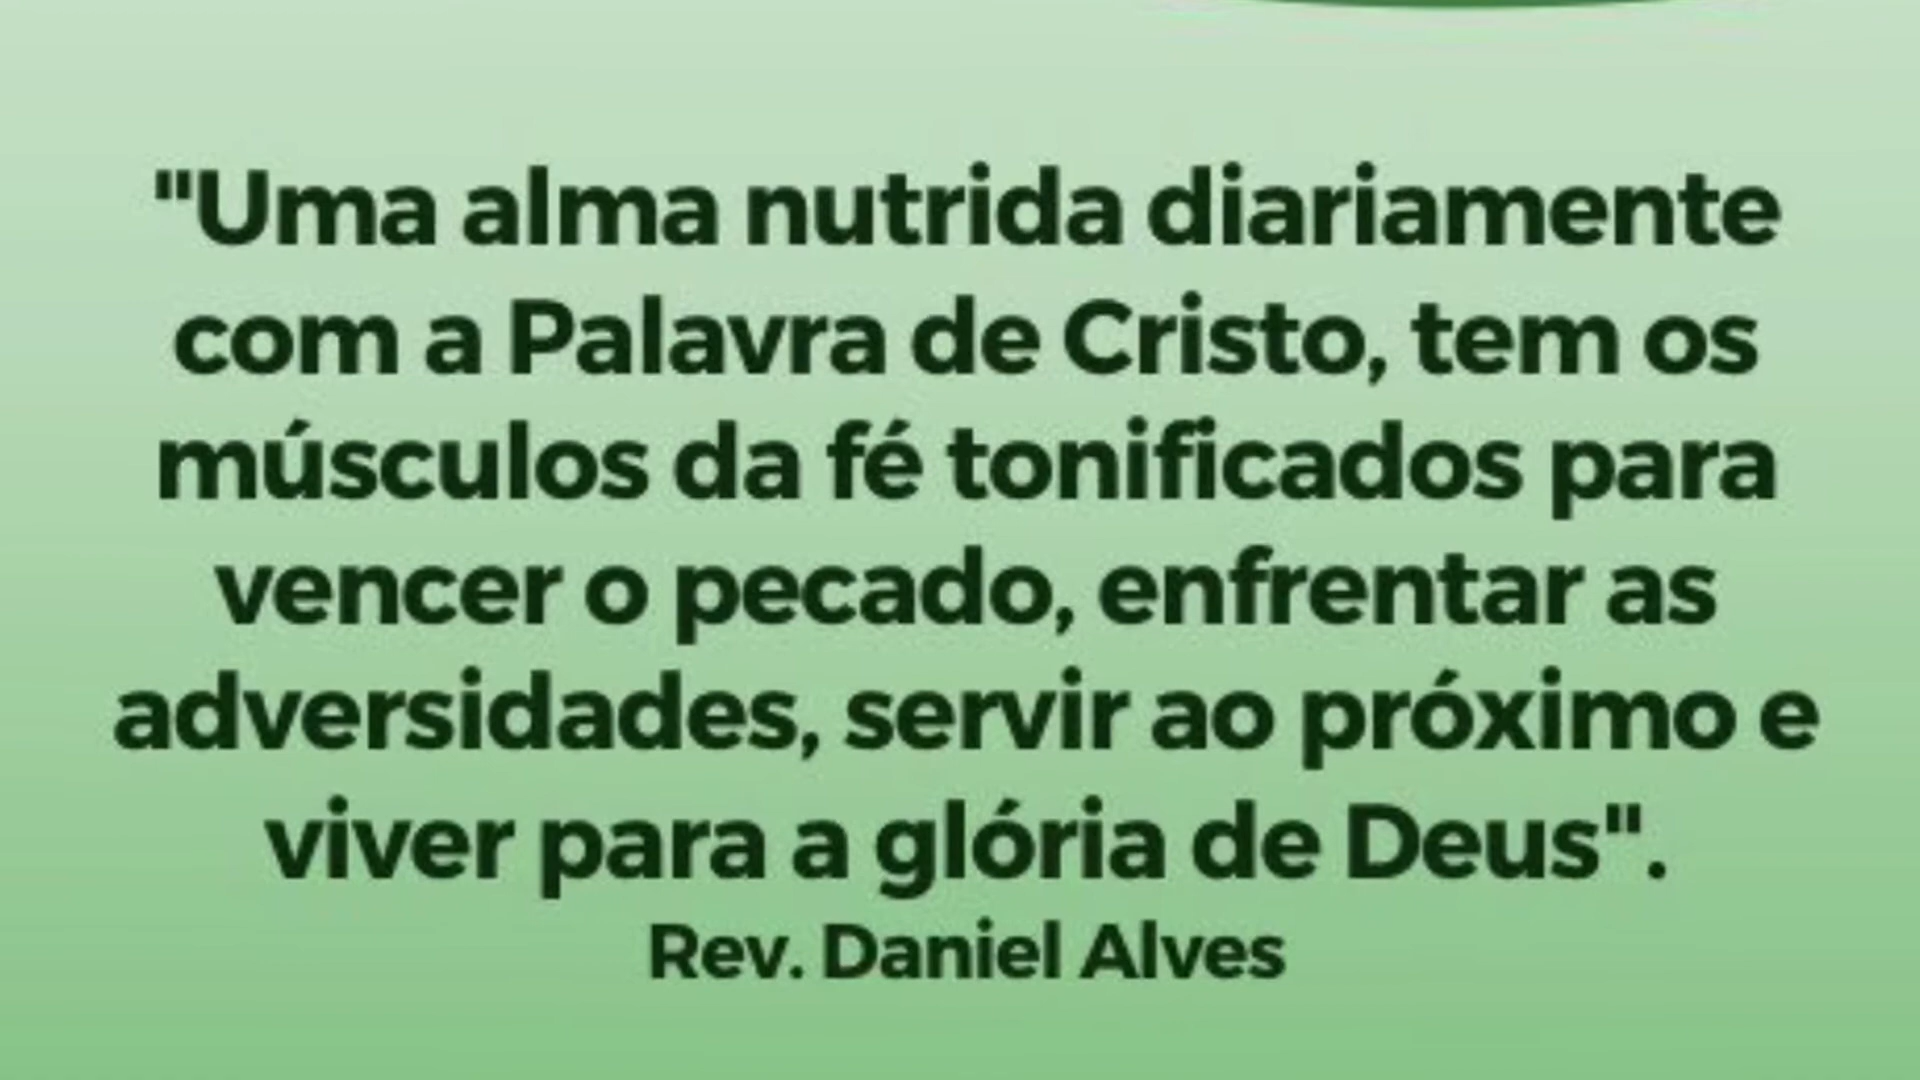 "Uma alma nutrida diariamente
com a Palavra de Cristo, tem os
músculos da fé tonificados para
vencer o pecado, enfrentar as
adversidades, servir ao próximo e
viver para a glória de Deus".
Rev. Daniel Alves